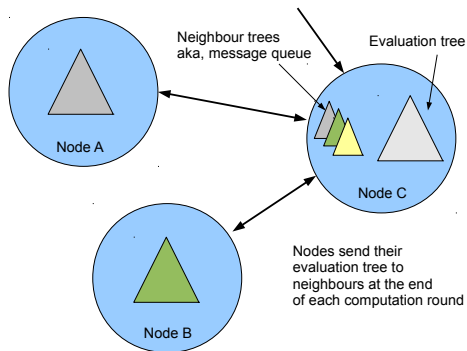 Neighbour trees
aka, message queue
Evaluation tree
Node A
Node C
Nodes send their
evaluation tree to
neighbours at the end
of each computation round
Node B